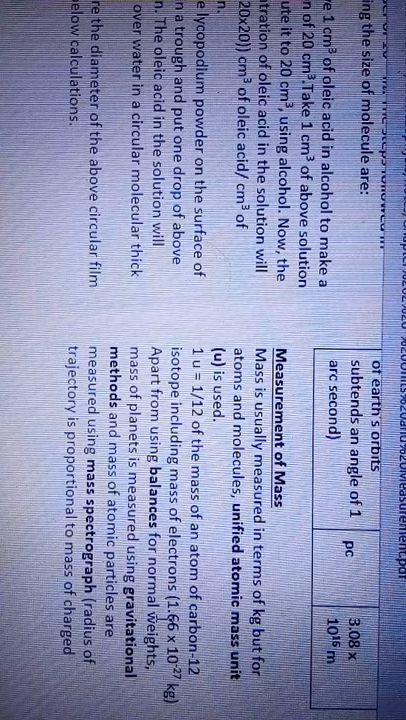 ing the size of molecule are:
re 1 cm³ of oleic acid in alcohol to make a
n of 20 cm³.Take 1 cm³ of above solution
ute it to 20 cm³, using alcohol. Now, the
ntration of oleic acid in the solution will
20x20)) cm³ of oleic acid/ cm³ of
n.
e lycopodium powder on the surface of
n a trough and put one drop of above
n. The oleic acid in the solution will
over water in a circular molecular thick
re the diameter of the above circular film
elow calculations.
of earth's orbits
subtends an angle of 1
arc second)
pc
3.08 x
10¹⁶ m
Measurement of Mass
Mass is usually measured in terms of kg but for
atoms and molecules, unified atomic mass unit
(u) is used.
1 u = 1/12 of the mass of an atom of carbon-12
isotope including mass of electrons (1.66 x 10⁻²⁷ kg)
Apart from using balances for normal weights,
mass of planets is measured using gravitational
methods and mass of atomic particles are
measured using mass spectrograph (radius of
trajectory is proportional to mass of charged